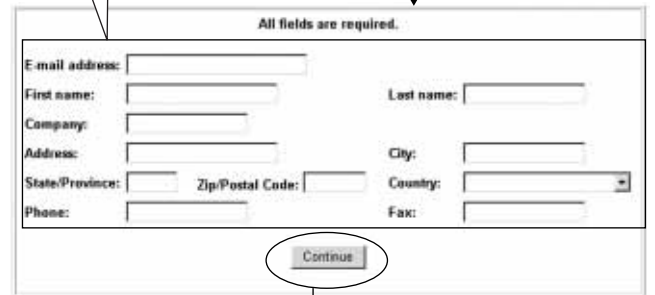 All fields are required.
E-mail address:
First name: Last name:
Company:
Address: City:
State/Province: Zip/Postal Code: Country:
Phone: Fax:
Continue